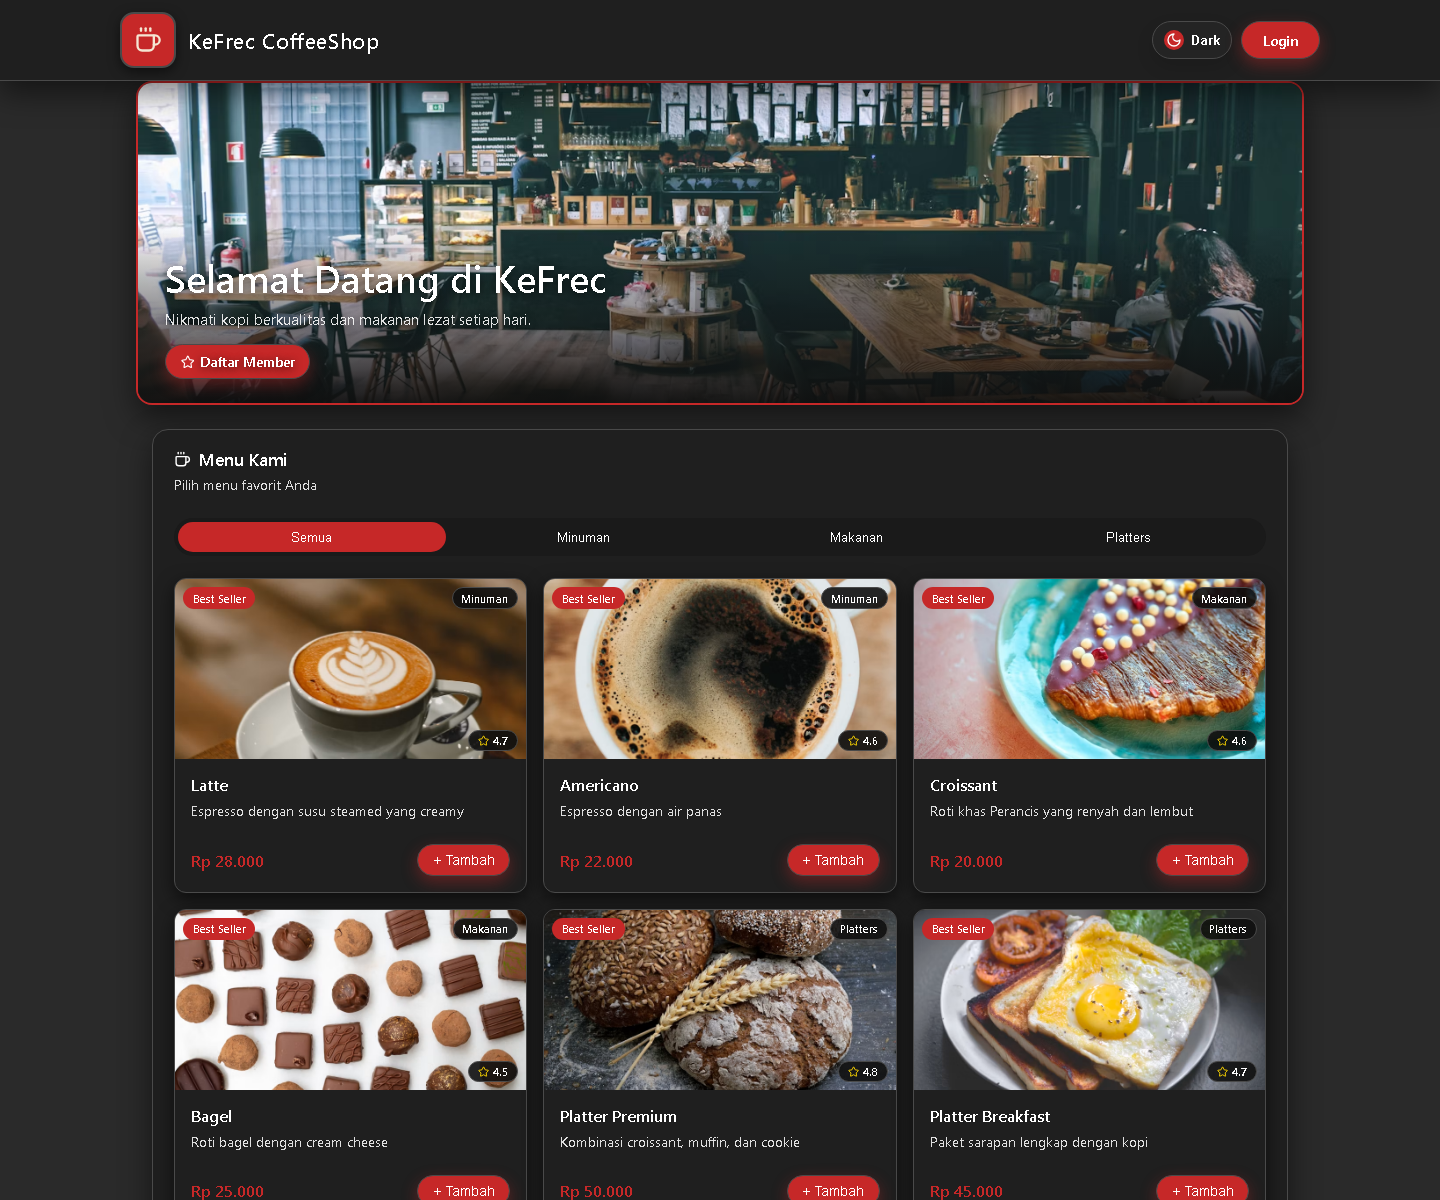 KeFrec CoffeeShop
Dark
Login
Selamat Datang di KeFrec
Nikmati kopi berkualitas dan makanan lezat setiap hari.
Daftar Member
Menu Kami
Pilih menu favorit Anda
Semua Minuman Makanan Platters
Best Seller Minuman
4.7
Latte
Espresso dengan susu steamed yang creamy
Rp 28.000 + Tambah
Best Seller Minuman
4.6
Americano
Espresso dengan air panas
Rp 22.000 + Tambah
Best Seller Makanan
4.6
Croissant
Roti khas Perancis yang renyah dan lembut
Rp 20.000 + Tambah
Best Seller Makanan
4.5
Bagel
Roti bagel dengan cream cheese
Rp 25.000 + Tambah
Best Seller Platters
4.8
Platter Premium
Kombinasi croissant, muffin, dan cookie
Rp 50.000 + Tambah
Best Seller Platters
4.7
Platter Breakfast
Paket sarapan lengkap dengan kopi
Rp 45.000 + Tambah